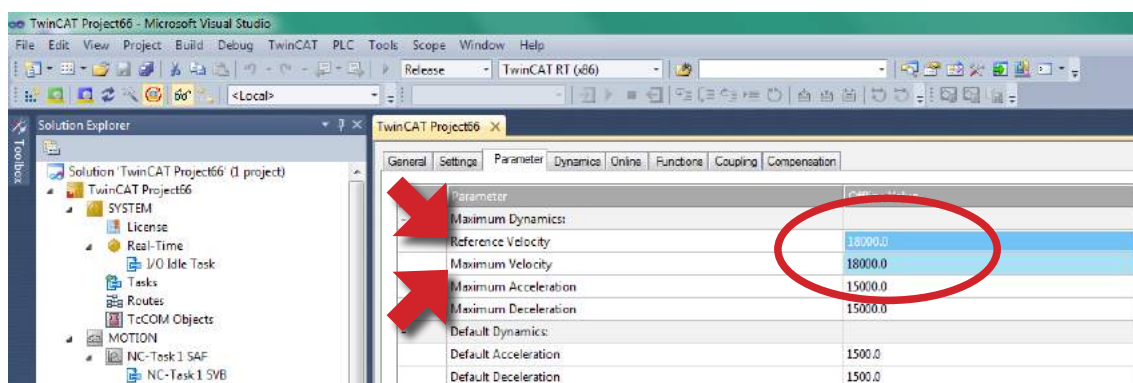 TwinCAT Project66 - Microsoft Visual Studio
File Edit View Project Build Debug TwinCAT PLC Tools Scope Window Help
Release TwinCAT RT (x86)
<Local>
Solution Explorer
TwinCAT Project66
Toolbox
General Settings Parameter Dynamics Online Functions Coupling Compensation
Solution 'TwinCAT Project66' (1 project)
TwinCAT Project66
Parameter Offline Value
SYSTEM
Maximum Dynamics:
License
Reference Velocity 18000.0
Real-Time
I/O Idle Task
Maximum Velocity 18000.0
Tasks
Maximum Acceleration 15000.0
Routes
Maximum Deceleration 15000.0
TcCOM Objects
Default Dynamics:
MOTION
NC-Task 1 SAF
Default Acceleration 1500.0
NC-Task 1 SVB
Default Deceleration 1500.0